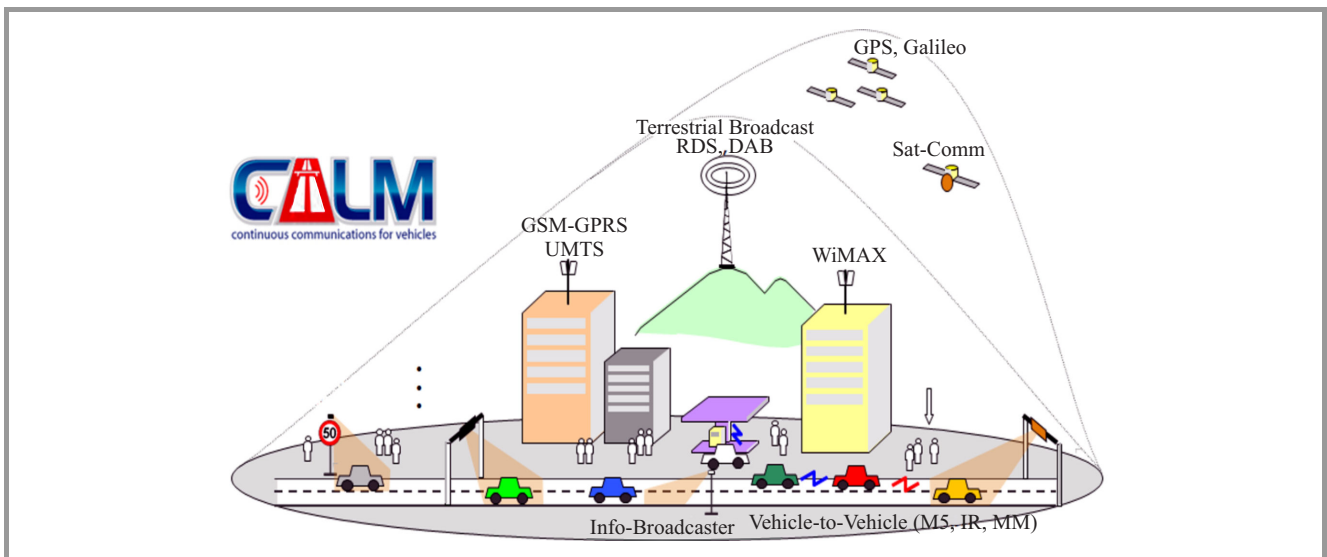 GPS, Galileo
Terrestrial Broadcast
RDS, DAB
Sat-Comm
CALM
continuous communications for vehicles
GSM-GPRS
UMTS
WiMAX
50
Info-Broadcaster
Vehicle-to-Vehicle (M5, IR, MM)